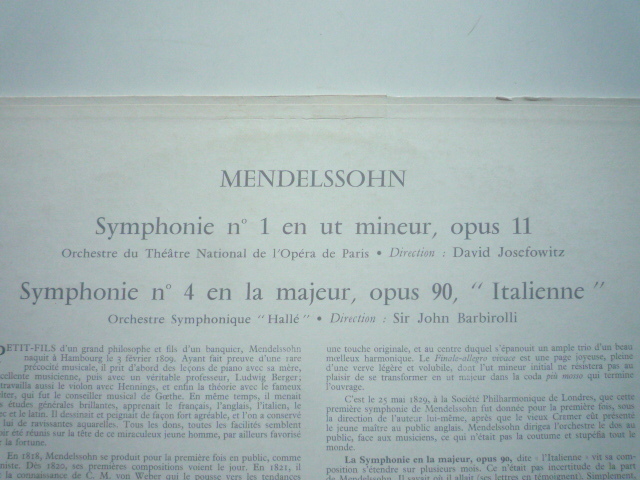 MENDELSSOHN
Symphonie n° 1 en ut mineur, opus 11
Orchestre du Théâtre National de l'Opéra de Paris • Direction : David Josefowitz
Symphonie n° 4 en la majeur, opus 90, "Italienne"
Orchestre Symphonique "Hallé" • Direction : Sir John Barbirolli
PETIT-FILS d'un grand philosophe et fils d'un banquier, Mendelssohn
naquit à Hambourg le 3 février 1809. Ayant fait preuve d'une rare
précocité musicale, il prit d'abord des leçons de piano avec sa mère,
excellente musicienne, puis avec un véritable professeur, Ludwig Berger;
travailla aussi le violon avec Hennings, et enfin la théorie avec le fameux
qui fut le conseiller musical de Gœthe. En même temps, il menait
études générales brillantes, apprenait le français, l'anglais, l'italien, le
et le latin. Il dessinait et peignait de façon fort agréable, et l'on a conservé
lui de ravissantes aquarelles. Tous les dons, toutes les facilités semblent
été réunis sur la tête de ce miraculeux jeune homme, par ailleurs favorisé
la fortune.
En 1818, Mendelssohn se produit pour la première fois en public, comme
Dès 1820, ses premières compositions voient le jour. En 1821, il
la connaissance de C. M. von Weber qui le pousse vers les tendances
une touche originale, et au centre duquel s'épanouit un ample trio d'un beau
melleux harmonique. Le Finale-allegro vivace est une page joyeuse, pleine
d'une verve légère et volubile, dont l'ut mineur initial ne résistera pas au
plaisir de se transformer en ut majeur dans la coda più mosso qui termine
l'ouvrage.
C'est le 25 mai 1829, à la Société Philharmonique de Londres, que cette
première symphonie de Mendelssohn fut donnée pour la première fois, sous
la direction de l'auteur lui-même, après que le vieux Cramer eût présenté
le jeune maître au public anglais. Mendelssohn dirigea l'orchestre le dos au
public, face aux musiciens, ce qui n'était pas la coutume et stupéfia tout le
monde.
La Symphonie en la majeur, opus 90, dite « l'Italienne » vit sa com-
position s'étendre sur plusieurs mois. Ce n'était pas incertitude de la part
de Mendelssohn. Il savait où il allait (ses lettres en témoignent). Simplement,